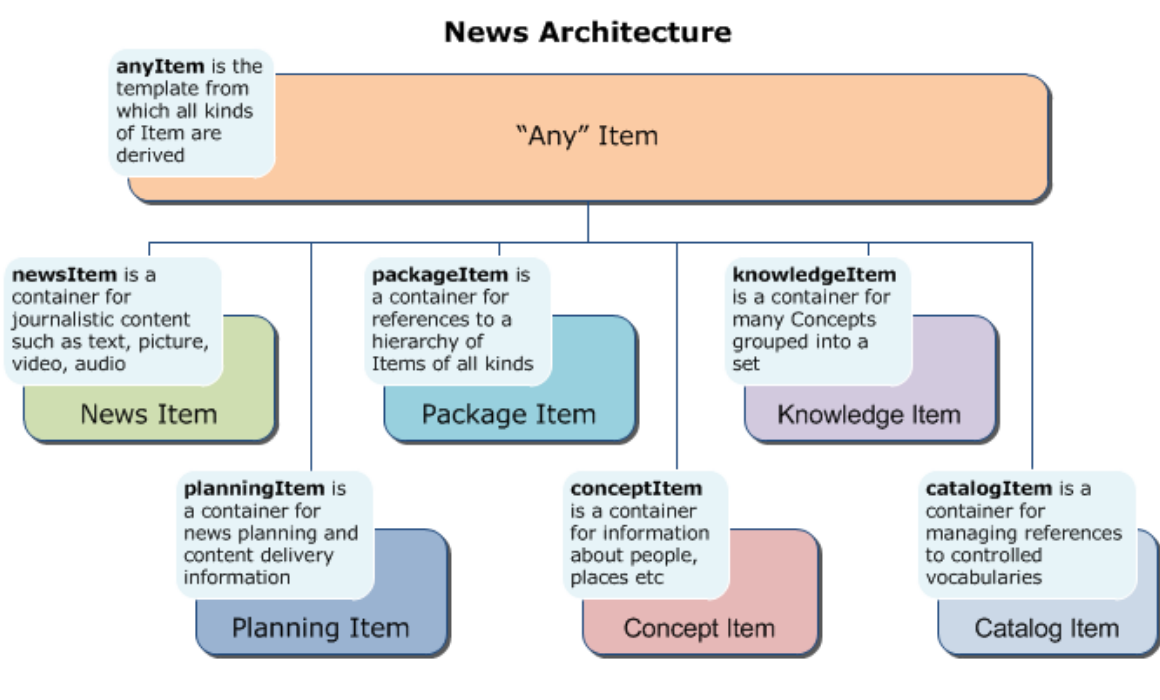 News Architecture
anyItem is the
template from
which all kinds
of Item are
derived
“Any” Item
newsItem is a
container for
journalistic content
such as text, picture,
video, audio
News Item
packageItem is
a container for
references to a
hierarchy of
Items of all kinds
Package Item
knowledgeItem
is a container for
many Concepts
grouped into a
set
Knowledge Item
planningItem is
a container for
news planning and
content delivery
information
Planning Item
conceptItem
is a container
for information
about people,
places etc
Concept Item
catalogItem is a
container for
managing references
to controlled
vocabularies
Catalog Item